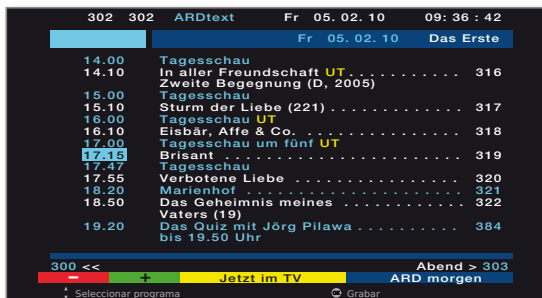 302 302 ARDtext Fr 05. 02. 10 09: 36 : 42
Fr 05. 02. 10 Das Erste
14.00 Tagesschau
14.10 In aller Freundschaft UT . . . . . . . . . . . 316
Zweite Begegnung (D, 2005)
15.00 Tagesschau
15.10 Sturm der Liebe (221) . . . . . . . . . . . . . 317
16.00 Tagesschau UT
16.10 Eisbär, Affe & Co. . . . . . . . . . . . . . . . . 318
17.00 Tagesschau um fünf UT
17.15 Brisant . . . . . . . . . . . . . . . . . . . . . . . 319
17.47 Tagesschau
17.55 Verbotene Liebe . . . . . . . . . . . . . . . . 320
18.20 Marienhof . . . . . . . . . . . . . . . . . . . . . 321
18.50 Das Geheimnis meines . . . . . . . . . . . . 322
Vaters (19)
19.20 Das Quiz mit Jörg Pilawa . . . . . . . . . . 384
bis 19.50 Uhr
300 << Abend > 303
− + Jetzt im TV ARD morgen
Seleccionar programa Grabar